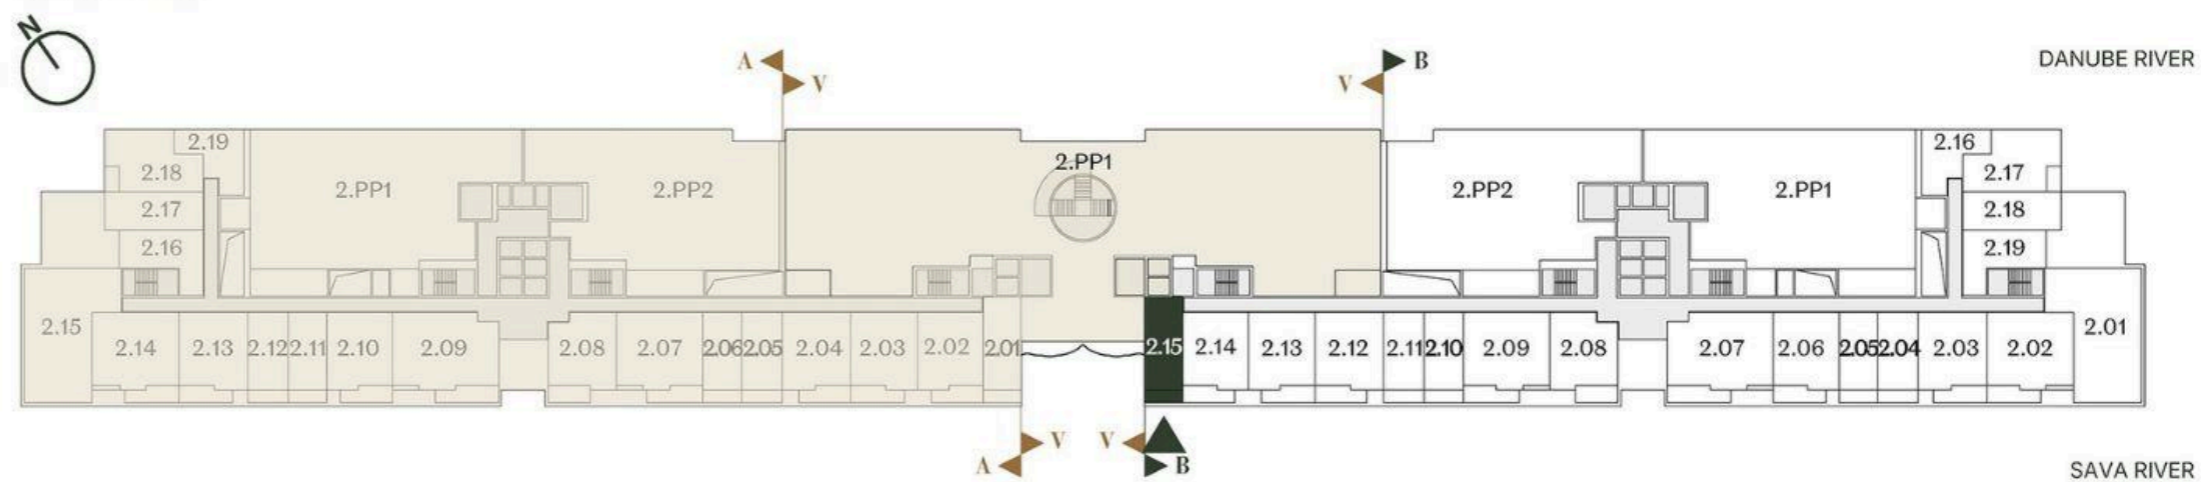 N
A
V
V
B
DANUBE RIVER
2.19
2.18
2.17
2.16
2.PP1
2.PP2
2.PP1
2.PP2
2.PP1
2.16
2.17
2.18
2.19
2.15
2.14
2.13
2.12
2.11
2.10
2.09
2.08
2.07
2.06
2.05
2.04
2.03
2.02
2.01
2.15
2.14
2.13
2.12
2.11
2.10
2.09
2.08
2.07
2.06
2.05
2.04
2.03
2.02
2.01
V
A
V
B
SAVA RIVER